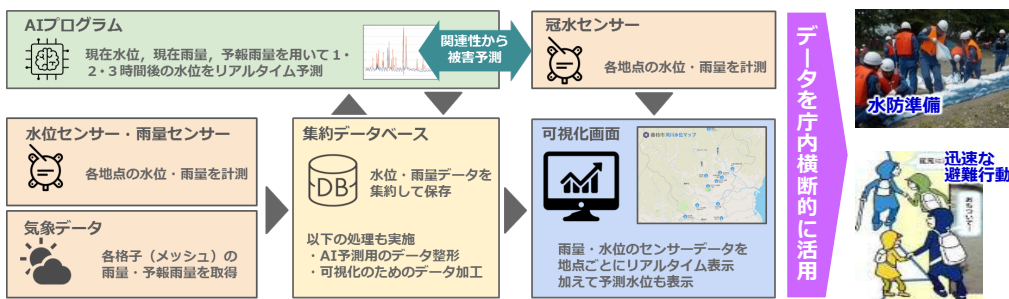 AIプログラム
現在水位，現在雨量，予報雨量を用いて１・
２・３時間後の水位をリアルタイム予測
関連性から
被害予測
冠水センサー
各地点の水位・雨量を計測
水位センサー・雨量センサー
各地点の水位・雨量を計測
気象データ
各格子（メッシュ）の
雨量・予報雨量を取得
集約データベース
DB
水位・雨量データを
集約して保存
以下の処理も実施
・AI予測用のデータ整形
・可視化のためのデータ加工
可視化画面
雨量・水位のセンサーデータを
地点ごとにリアルタイム表示
加えて予測水位も表示
データを庁内横断的に活用
水防準備
迅速な
避難行動
おちついて！